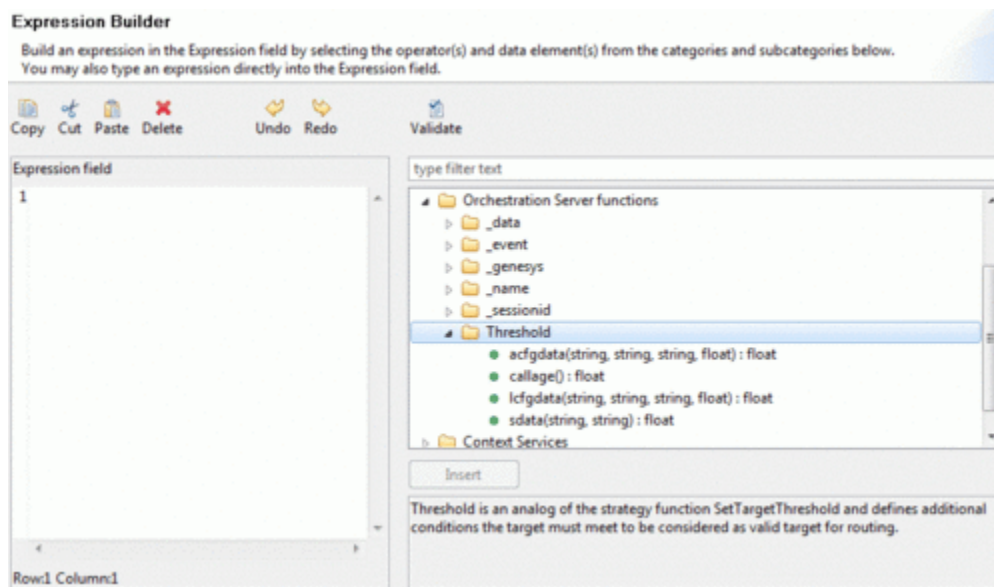 Expression Builder
Build an expression in the Expression field by selecting the operator(s) and data element(s) from the categories and subcategories below.
You may also type an expression directly into the Expression field.
Copy Cut Paste Delete Undo Redo Validate
Expression field
type filter text
1
Orchestration Server functions
_data
_event
_genesys
_name
_sessionid
Threshold
acfgdata(string, string, string, float) : float
callage() : float
lcfgdata(string, string, string, float) : float
sdata(string, string) : float
Context Services
Insert
Threshold is an analog of the strategy function SetTargetThreshold and defines additional
conditions the target must meet to be considered as valid target for routing.
Row:1 Column:1